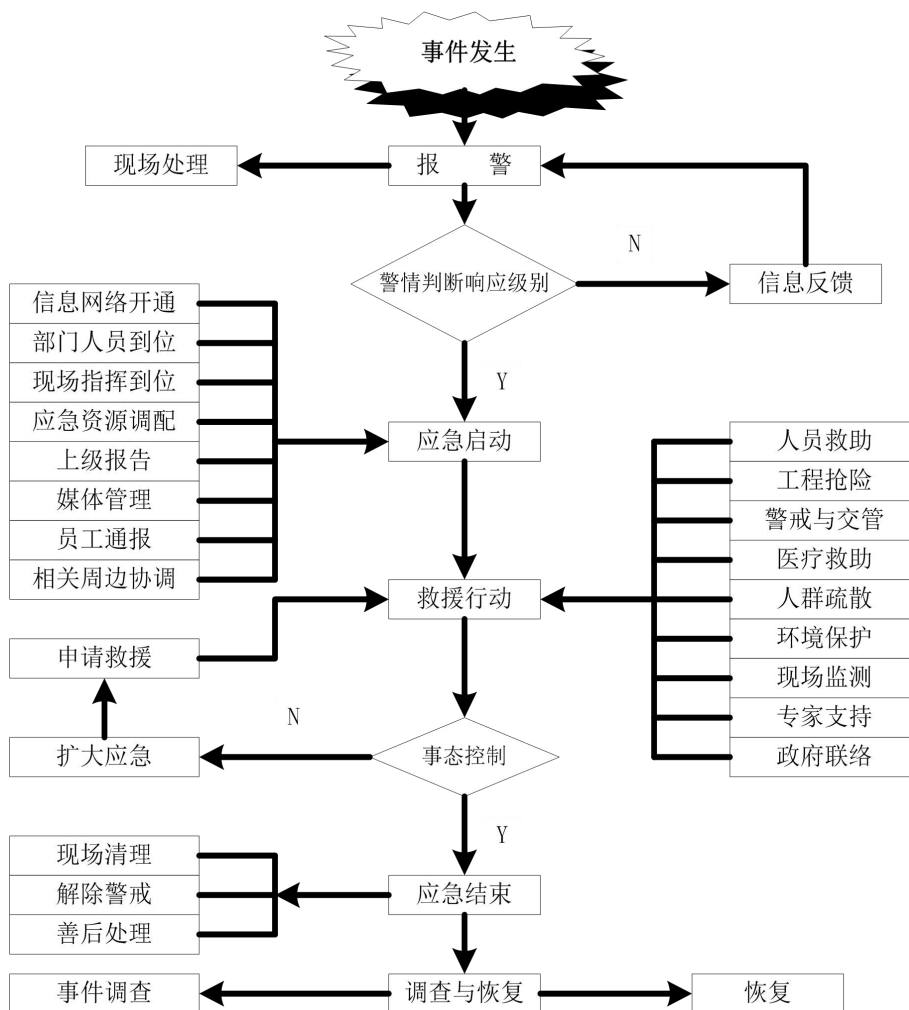 事件发生
现场处理
报 警
N
警情判断响应级别
信息反馈
信息网络开通
部门人员到位
现场指挥到位
应急资源调配
上级报告
媒体管理
员工通报
相关周边协调
Y
应急启动
人员救助
工程抢险
警戒与交管
医疗救助
人群疏散
环境保护
现场监测
专家支持
政府联络
救援行动
申请救援
N
扩大应急
事态控制
Y
现场清理
解除警戒
善后处理
应急结束
事件调查
调查与恢复
恢复